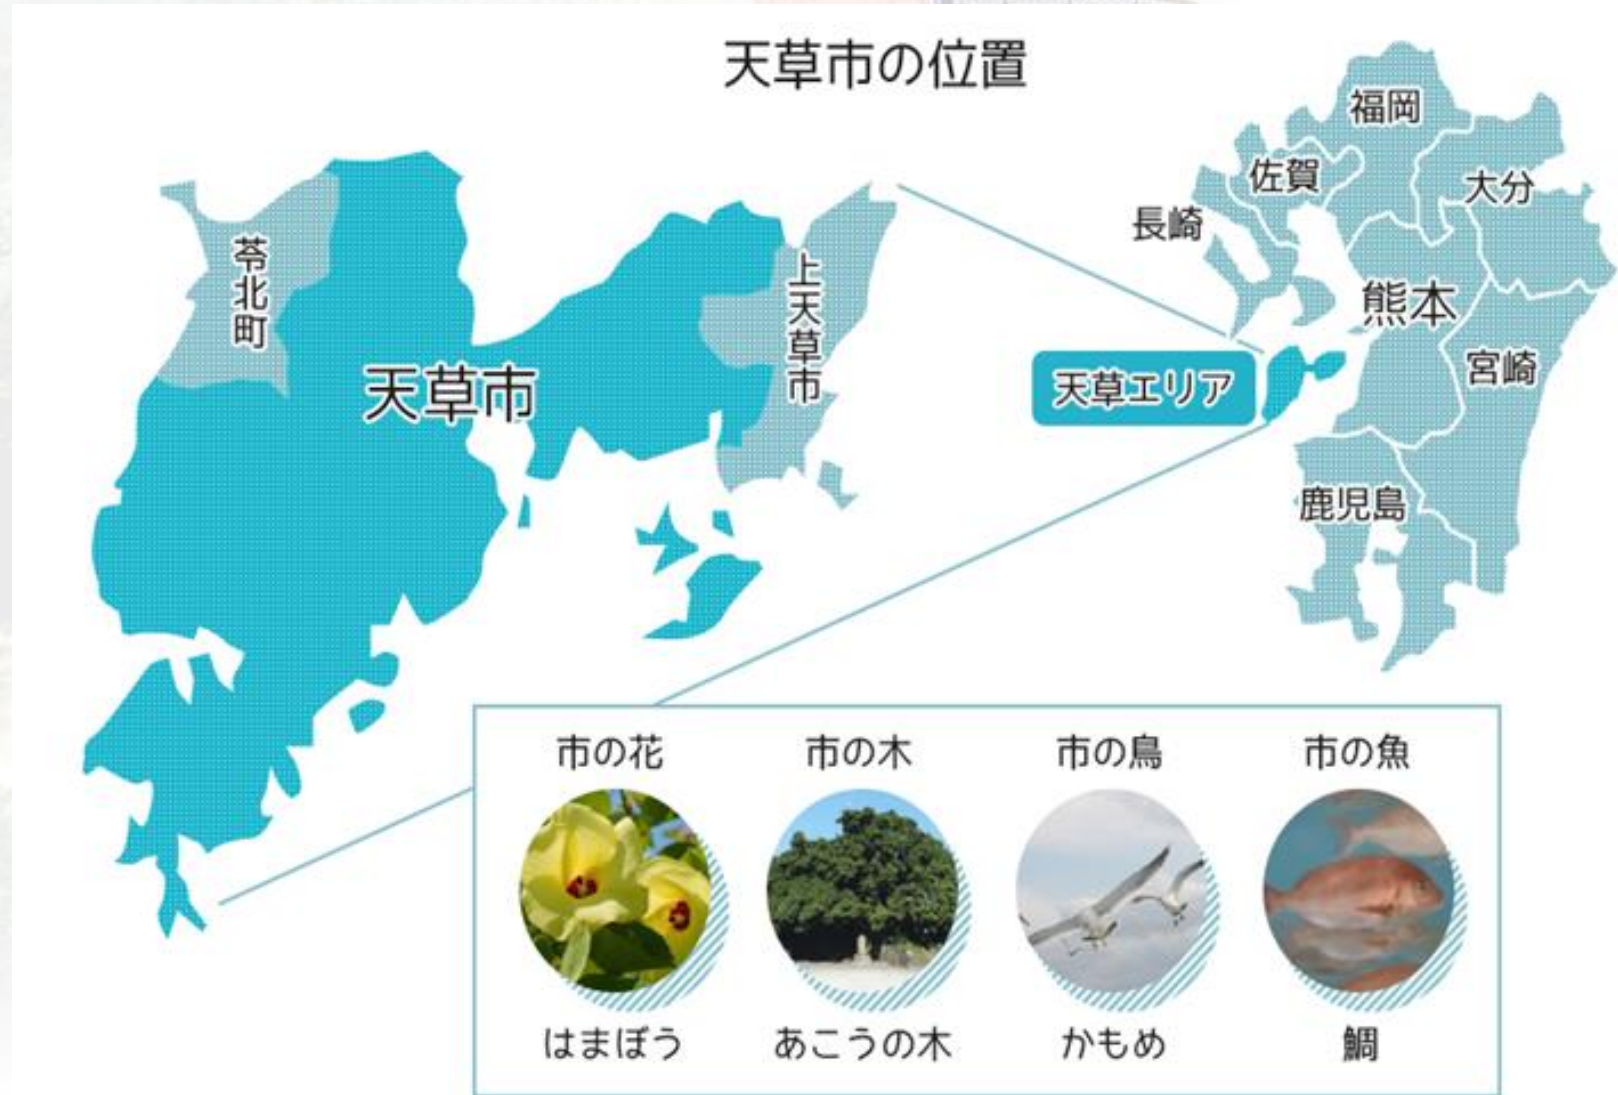 天草市の位置
苓北町
天草市
上天草市
福岡
佐賀
大分
長崎
熊本
宮崎
天草エリア
鹿児島
市の花
市の木
市の鳥
市の魚
はまぼう
あこうの木
かもめ
鯛